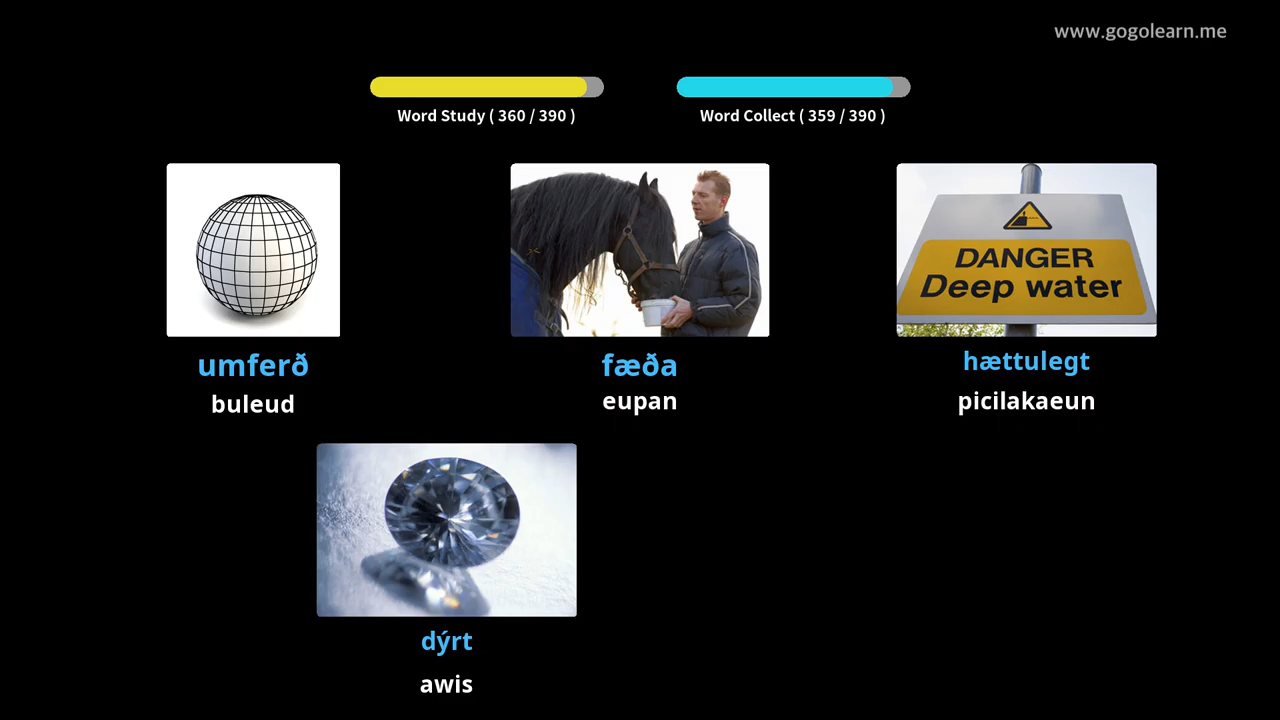 www.gogolearn.me
Word Study ( 360 / 390 )
Word Collect ( 359 / 390 )
DANGER
Deep water
umferð
fæða
hættulegt
buleud
eupan
picilakaeun
dýrt
awis